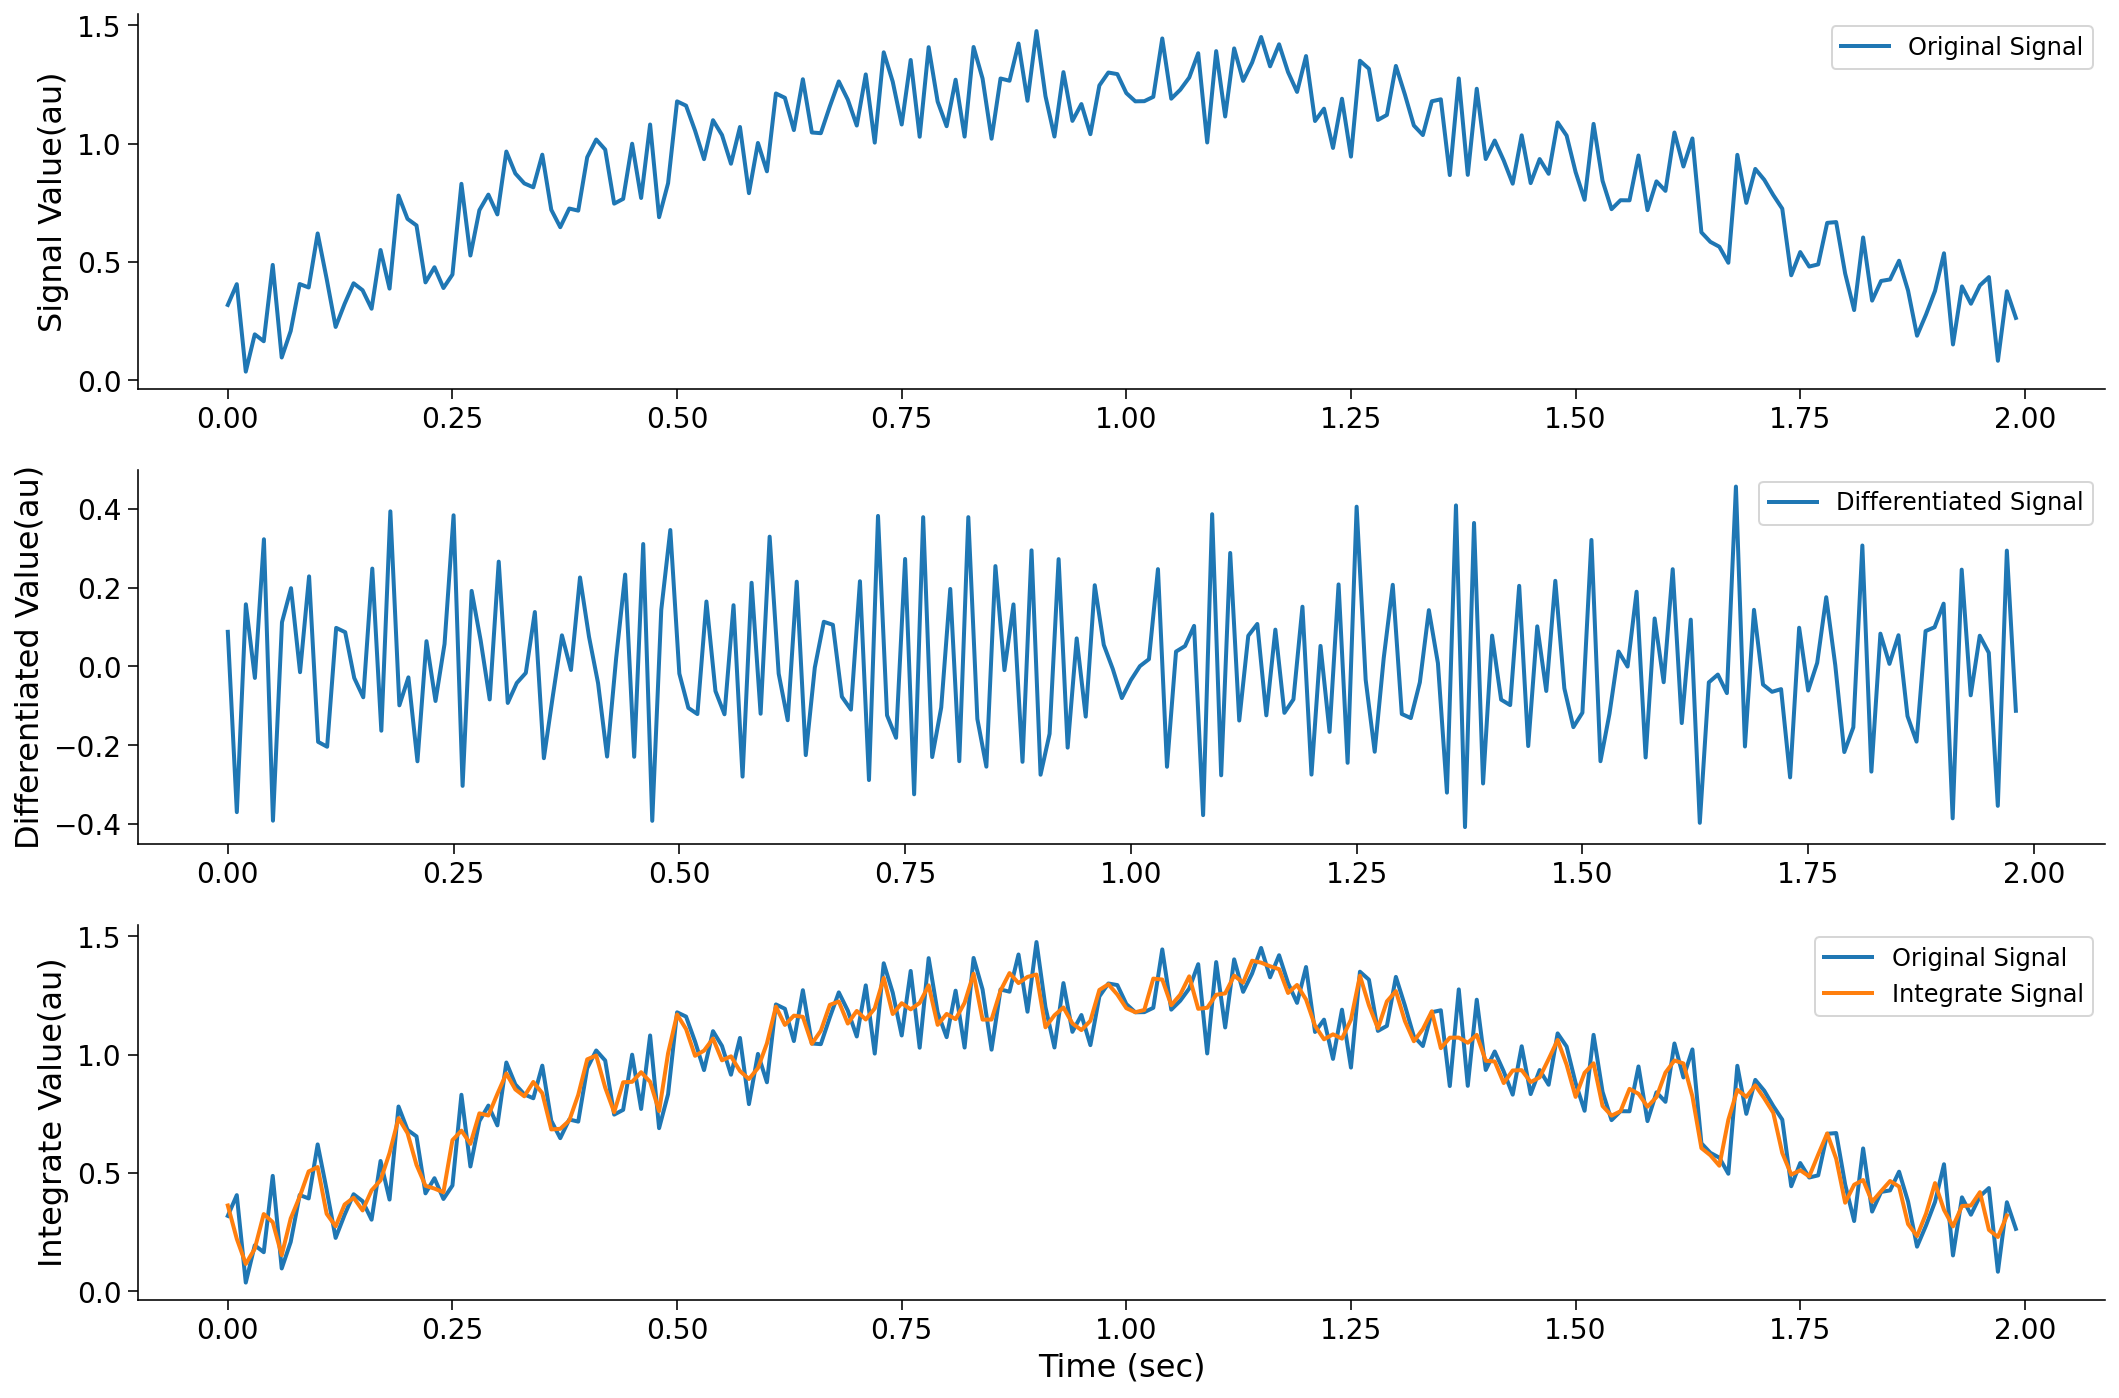 Signal Value(au)
1.5
1.0
0.5
0.0
Original Signal
0.00 0.25 0.50 0.75 1.00 1.25 1.50 1.75 2.00
Differentiated Value(au)
0.4
0.2
0.0
−0.2
−0.4
Differentiated Signal
0.00 0.25 0.50 0.75 1.00 1.25 1.50 1.75 2.00
Integrate Value(au)
1.5
1.0
0.5
0.0
Original Signal
Integrate Signal
0.00 0.25 0.50 0.75 1.00 1.25 1.50 1.75 2.00
Time (sec)